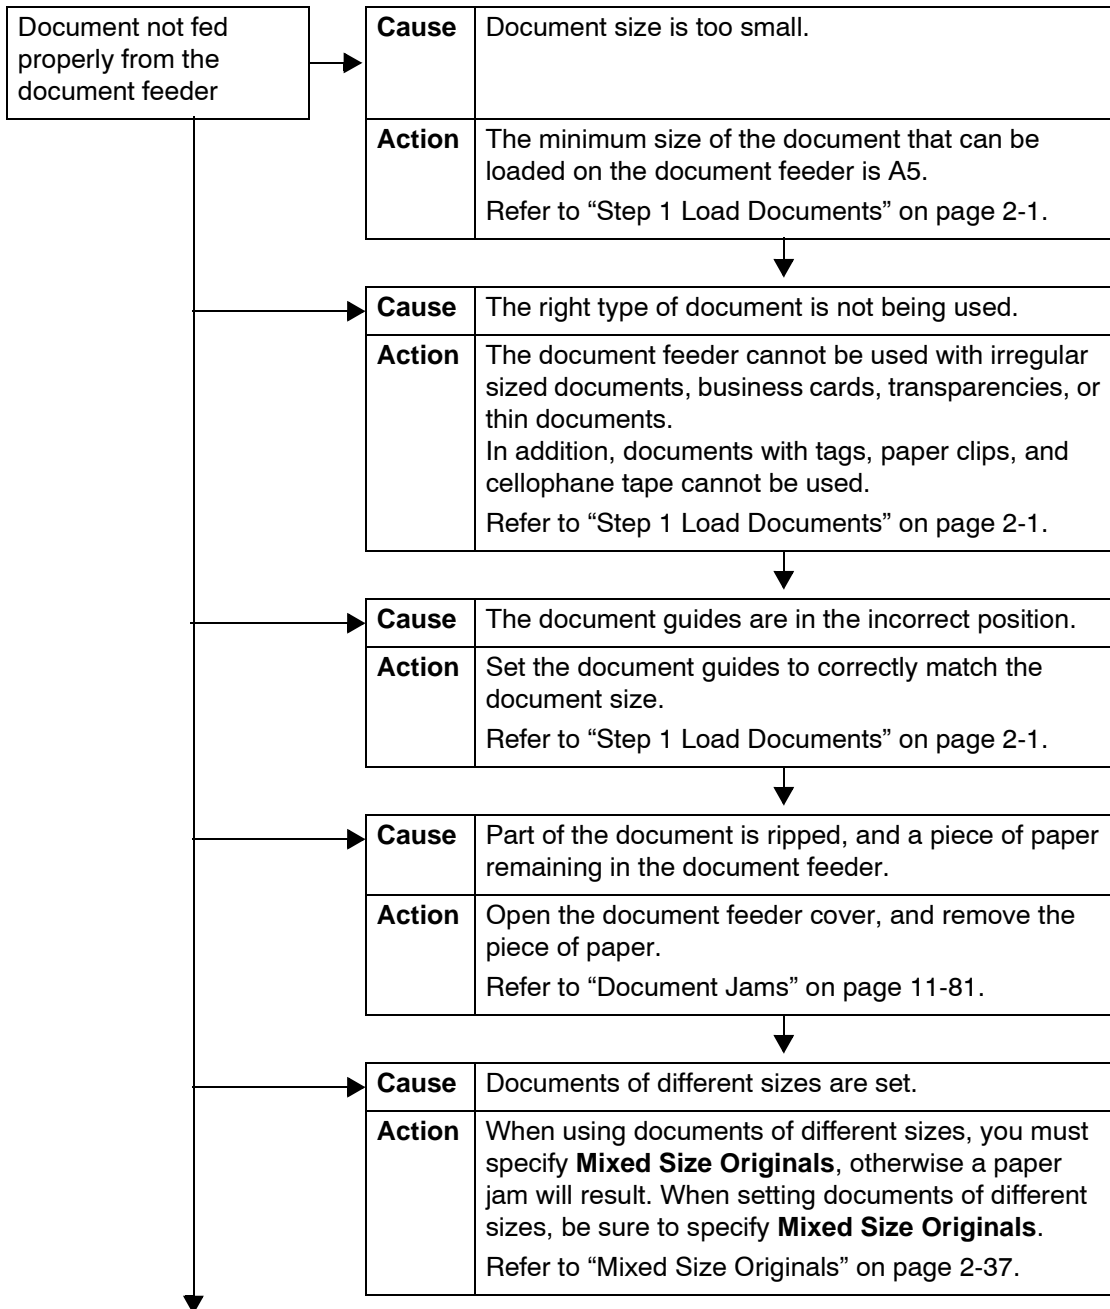 Document not fed
properly from the
document feeder
Cause
Document size is too small.
Action
The minimum size of the document that can be
loaded on the document feeder is A5.
Refer to “Step 1 Load Documents” on page 2-1.
Cause
The right type of document is not being used.
Action
The document feeder cannot be used with irregular
sized documents, business cards, transparencies, or
thin documents.
In addition, documents with tags, paper clips, and
cellophane tape cannot be used.
Refer to “Step 1 Load Documents” on page 2-1.
Cause
The document guides are in the incorrect position.
Action
Set the document guides to correctly match the
document size.
Refer to “Step 1 Load Documents” on page 2-1.
Cause
Part of the document is ripped, and a piece of paper
remaining in the document feeder.
Action
Open the document feeder cover, and remove the
piece of paper.
Refer to “Document Jams” on page 11-81.
Cause
Documents of different sizes are set.
Action
When using documents of different sizes, you must
specify Mixed Size Originals, otherwise a paper
jam will result. When setting documents of different
sizes, be sure to specify Mixed Size Originals.
Refer to “Mixed Size Originals” on page 2-37.